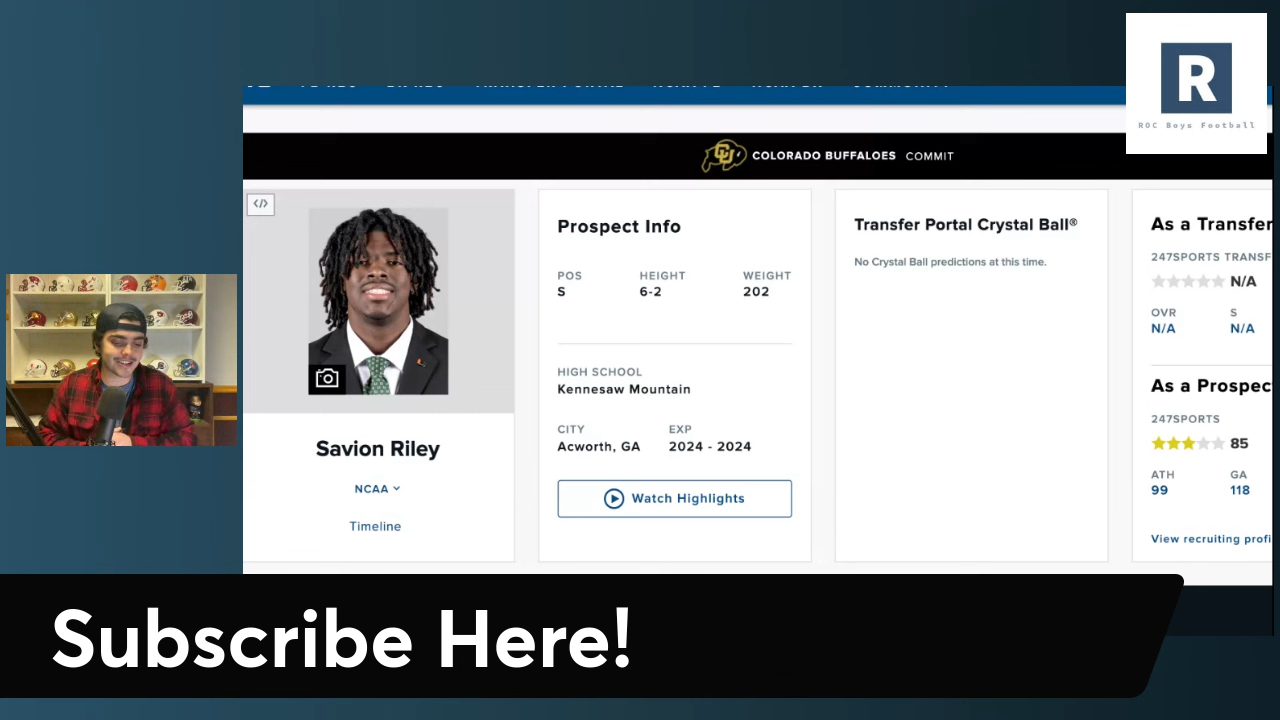 R
ROC Boys Football
COLORADO BUFFALOES COMMIT
</>
Prospect Info
POS HEIGHT WEIGHT
S 6-2 202
HIGH SCHOOL
Kennesaw Mountain
CITY EXP
Acworth, GA 2024 - 2024
Watch Highlights
Savion Riley
NCAA
Timeline
Transfer Portal Crystal Ball®
No Crystal Ball predictions at this time.
As a Transfer
247SPORTS TRANSF
N/A
OVR S
N/A N/A
As a Prospec
247SPORTS
85
ATH GA
99 118
View recruiting profi
Subscribe Here!